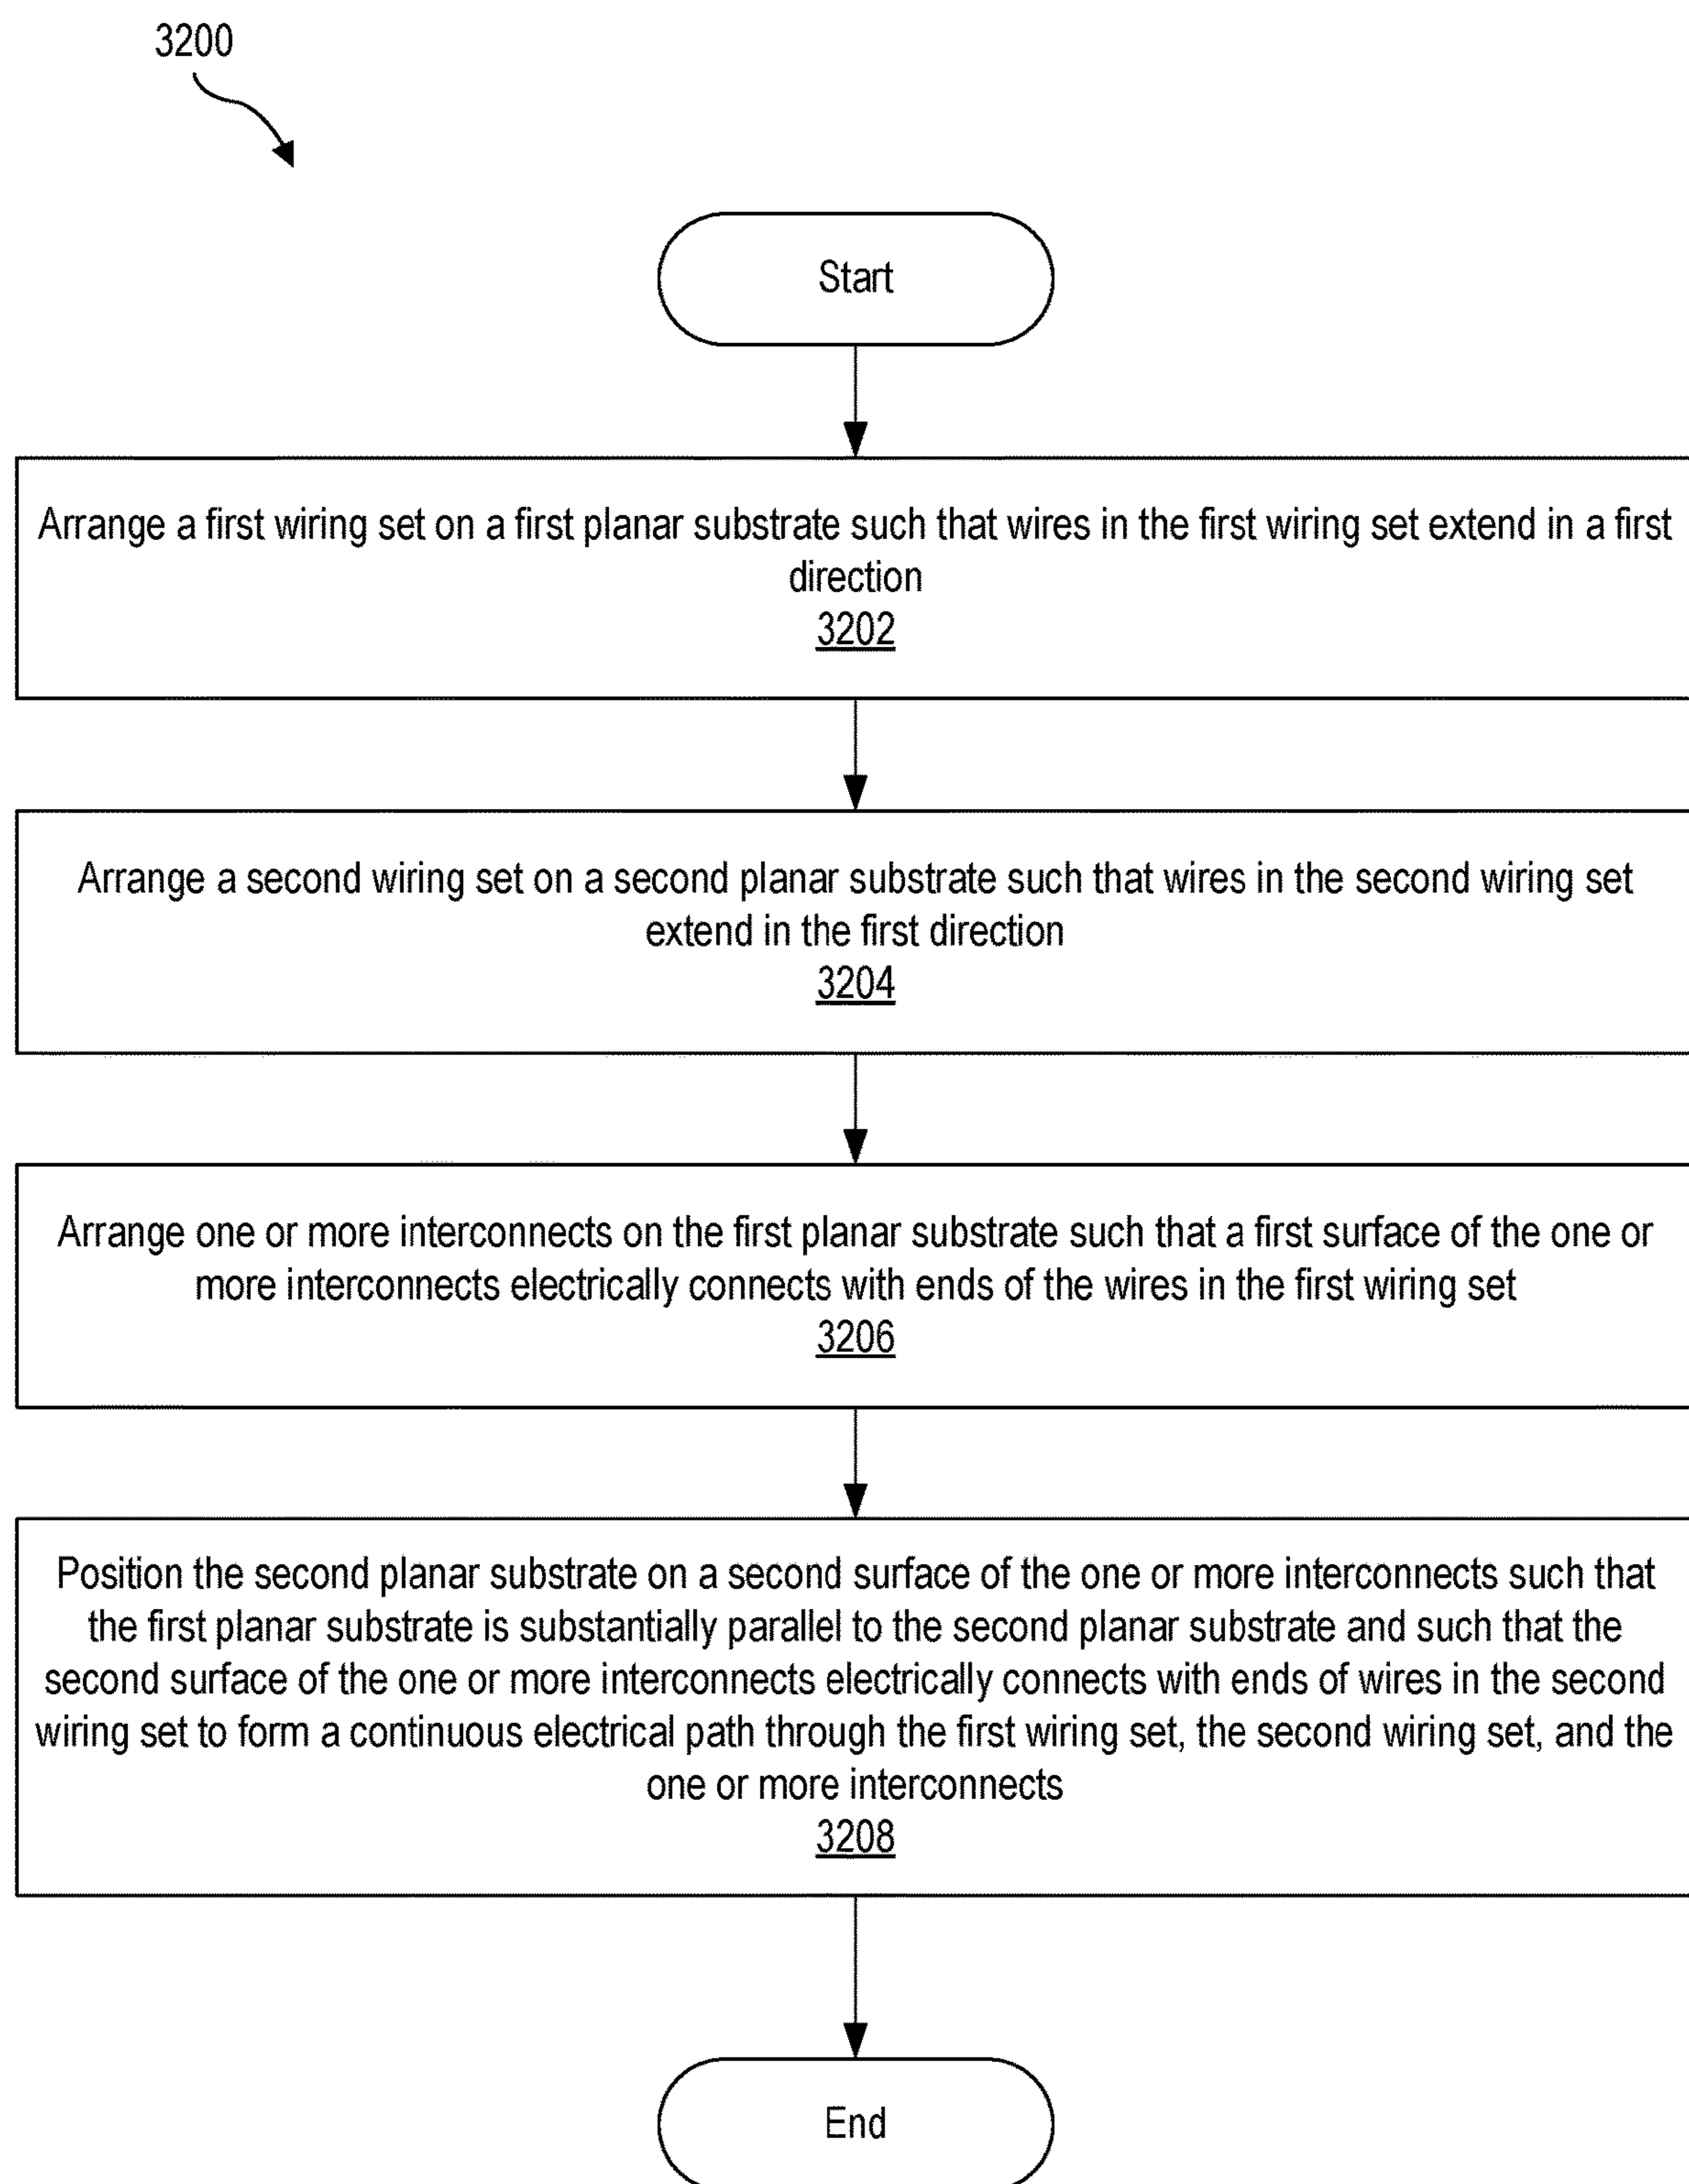 3200
Start
Arrange a first wiring set on a first planar substrate such that wires in the first wiring set extend in a first
direction
3202
Arrange a second wiring set on a second planar substrate such that wires in the second wiring set
extend in the first direction
3204
Arrange one or more interconnects on the first planar substrate such that a first surface of the one or
more interconnects electrically connects with ends of the wires in the first wiring set
3206
Position the second planar substrate on a second surface of the one or more interconnects such that
the first planar substrate is substantially parallel to the second planar substrate and such that the
second surface of the one or more interconnects electrically connects with ends of wires in the second
wiring set to form a continuous electrical path through the first wiring set, the second wiring set, and the
one or more interconnects
3208
End